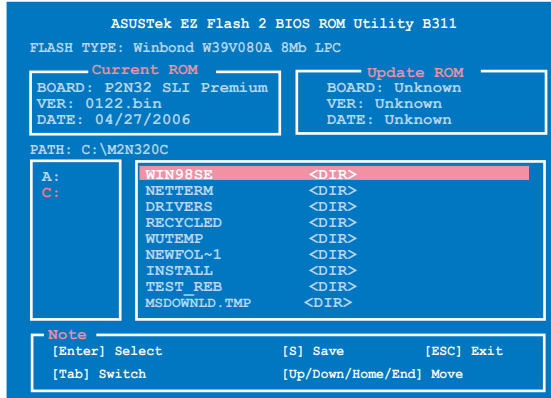 ASUSTek EZ Flash 2 BIOS ROM Utility B311
FLASH TYPE: Winbond W39V080A 8Mb LPC
Current ROM
BOARD: P2N32 SLI Premium
VER: 0122.bin
DATE: 04/27/2006
Update ROM
BOARD: Unknown
VER: Unknown
DATE: Unknown
PATH: C:\M2N320C
A:
C:
WIN98SE <DIR>
NETTERM <DIR>
DRIVERS <DIR>
RECYCLED <DIR>
WUTEMP <DIR>
NEWFOL~1 <DIR>
INSTALL <DIR>
TEST_REB <DIR>
MSDOWNLD.TMP <DIR>
Note
[Enter] Select [S] Save [ESC] Exit
[Tab] Switch [Up/Down/Home/End] Move